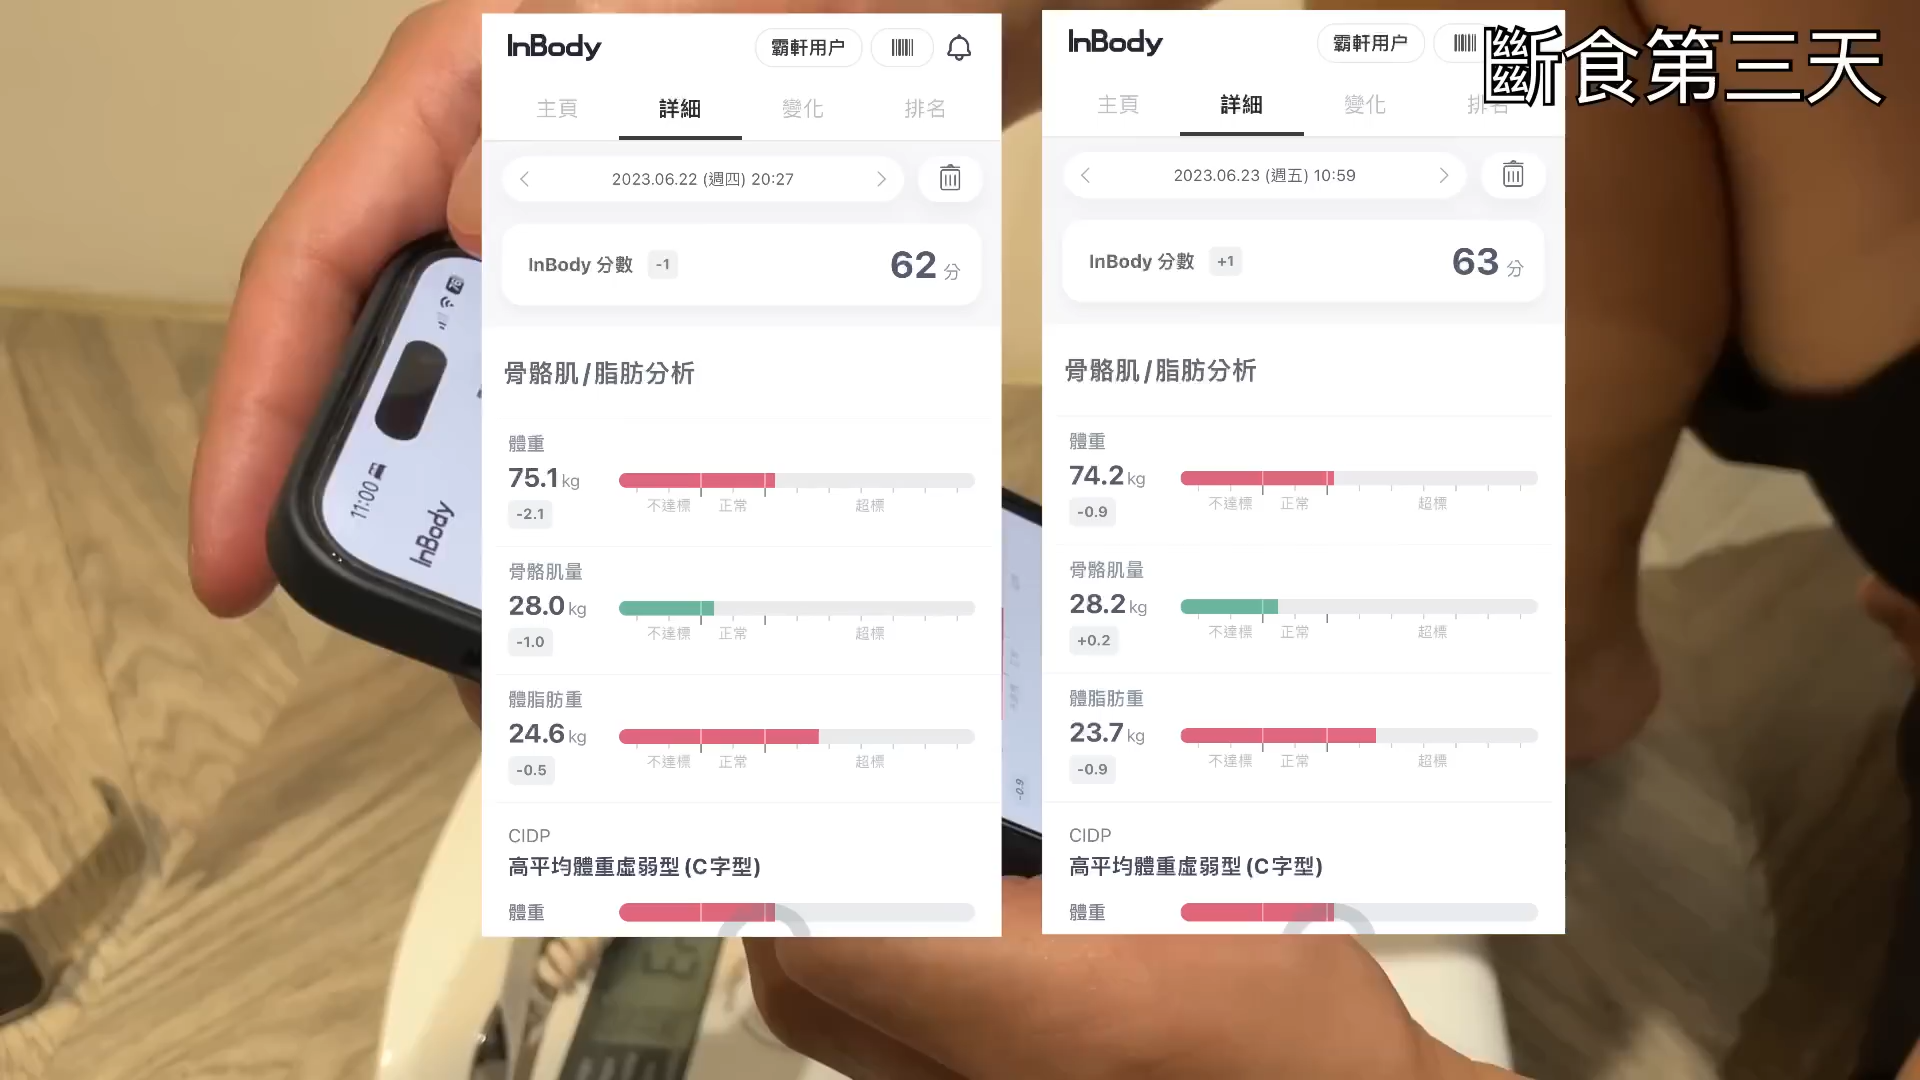 斷食第三天
InBody
霸軒用户
主頁
詳細
變化
排名
2023.06.22 (週四) 20:27
InBody 分數 -1
62 分
骨骼肌/脂肪分析
體重
75.1 kg
-2.1
不達標 正常 超標
骨骼肌量
28.0 kg
-1.0
不達標 正常 超標
體脂肪重
24.6 kg
-0.5
不達標 正常 超標
CIDP
高平均體重虛弱型 (C字型)
體重
InBody
霸軒用户
主頁
詳細
變化
排名
2023.06.23 (週五) 10:59
InBody 分數 +1
63 分
骨骼肌/脂肪分析
體重
74.2 kg
-0.9
不達標 正常 超標
骨骼肌量
28.2 kg
+0.2
不達標 正常 超標
體脂肪重
23.7 kg
-0.9
不達標 正常 超標
CIDP
高平均體重虛弱型 (C字型)
體重
11:00
76
InBody
-0.9